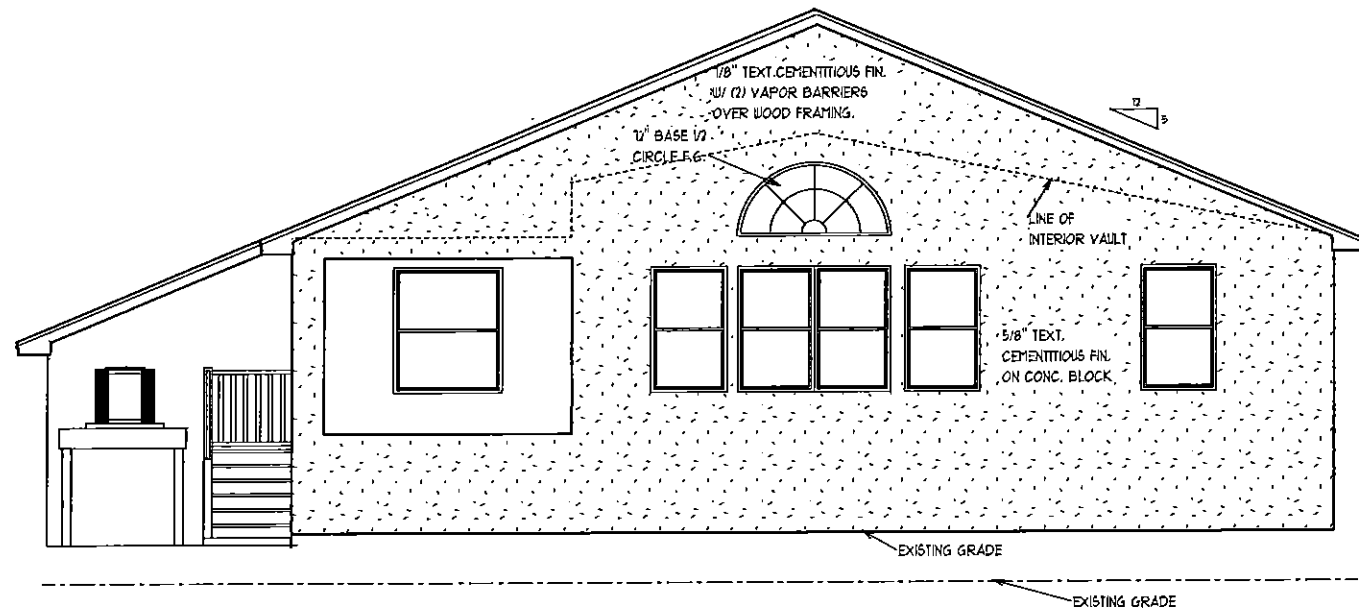 7/8" TEXT. CEMENTITIOUS FIN.
W/ (2) VAPOR BARRIERS
OVER WOOD FRAMING.
72" BASE 1/2
CIRCLE F.G.
12
5
LINE OF
INTERIOR VAULT
5/8" TEXT.
CEMENTITIOUS FIN.
ON CONC. BLOCK
EXISTING GRADE
EXISTING GRADE